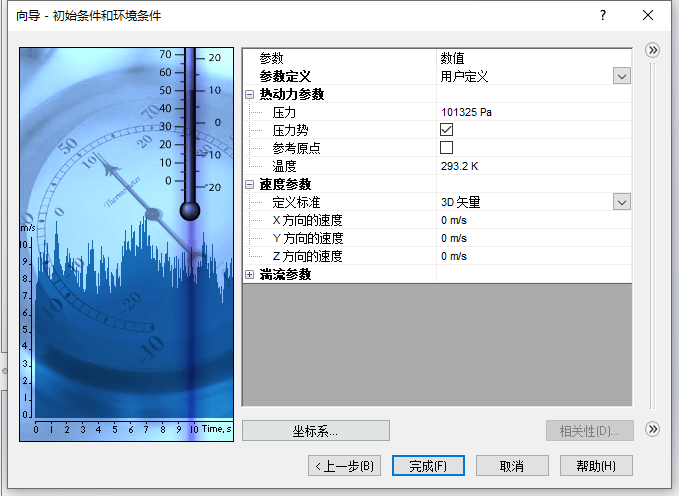 向导 - 初始条件和环境条件
?
70
60
50
40
30
20
10
0
20
10
0
-10
-20
70
50
20
10
0
Thermometer
-20
-10
10
m/s
10
9
8
7
6
5
4
3
2
1
0
0 1 2 3 4 5 6 7 8 9 10 Time, s
参数 数值
参数定义 用户定义
热动力参数
压力 101325 Pa
压力势
参考原点
温度 293.2 K
速度参数
定义标准 3D 矢量
X 方向的速度 0 m/s
Y 方向的速度 0 m/s
Z 方向的速度 0 m/s
湍流参数
坐标系...
相关性(D)...
< 上一步(B)
完成(F)
取消
帮助(H)